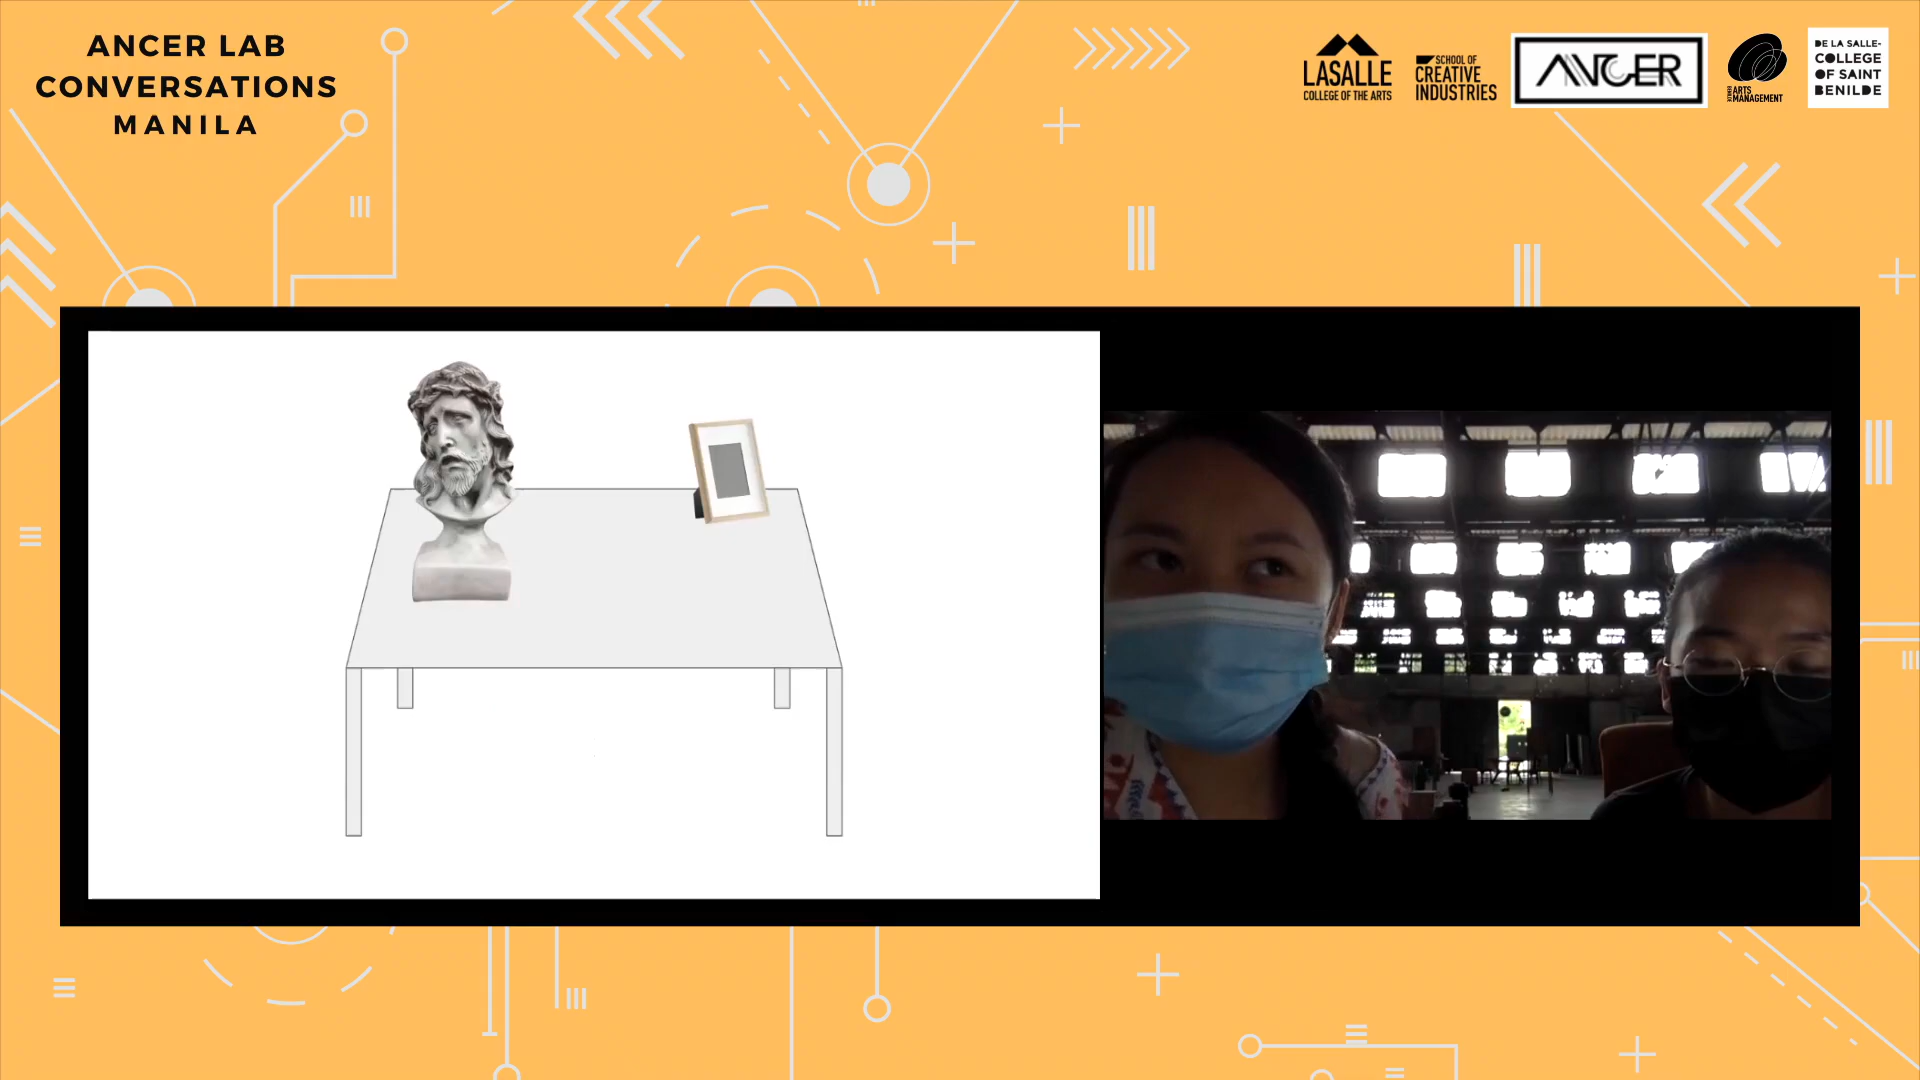 ANCER LAB
CONVERSATIONS
MANILA
LASALLE
COLLEGE OF THE ARTS
SCHOOL OF
CREATIVE
INDUSTRIES
ANCER
BENILDE
ARTS
MANAGEMENT
DE LA SALLE-
COLLEGE
OF SAINT
BENILDE